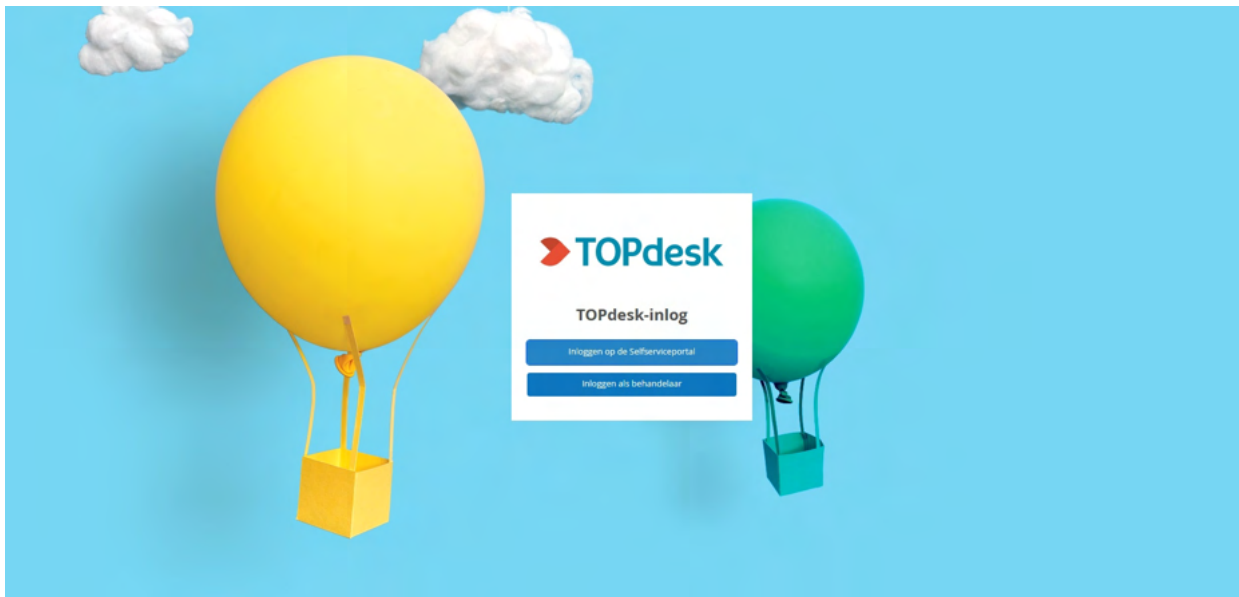 TOPdesk
TOPdesk-inlog
Inloggen op de Selfserviceportal
Inloggen als behandelaar